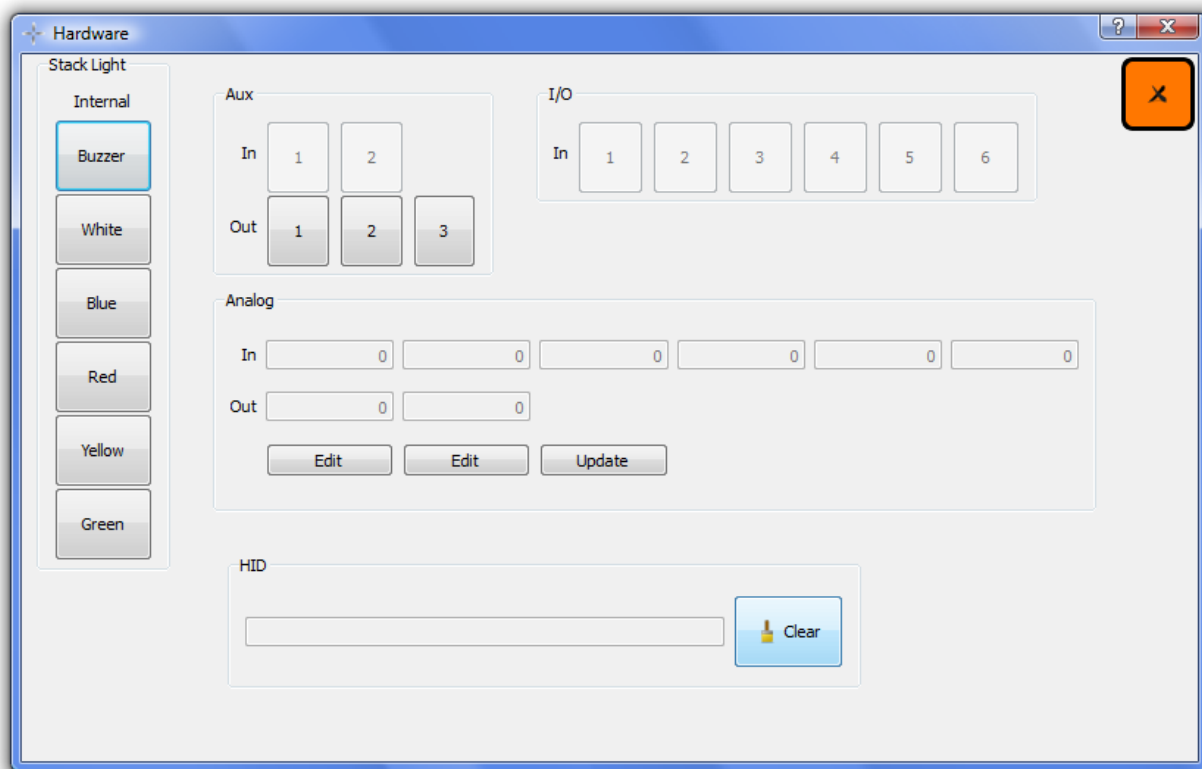 Hardware
Stack Light
Internal
Buzzer
White
Blue
Red
Yellow
Green
Aux
In 1 2
Out 1 2 3
I/O
In 1 2 3 4 5 6
Analog
In 0 0 0 0 0 0
Out 0 0
Edit Edit Update
HID
Clear